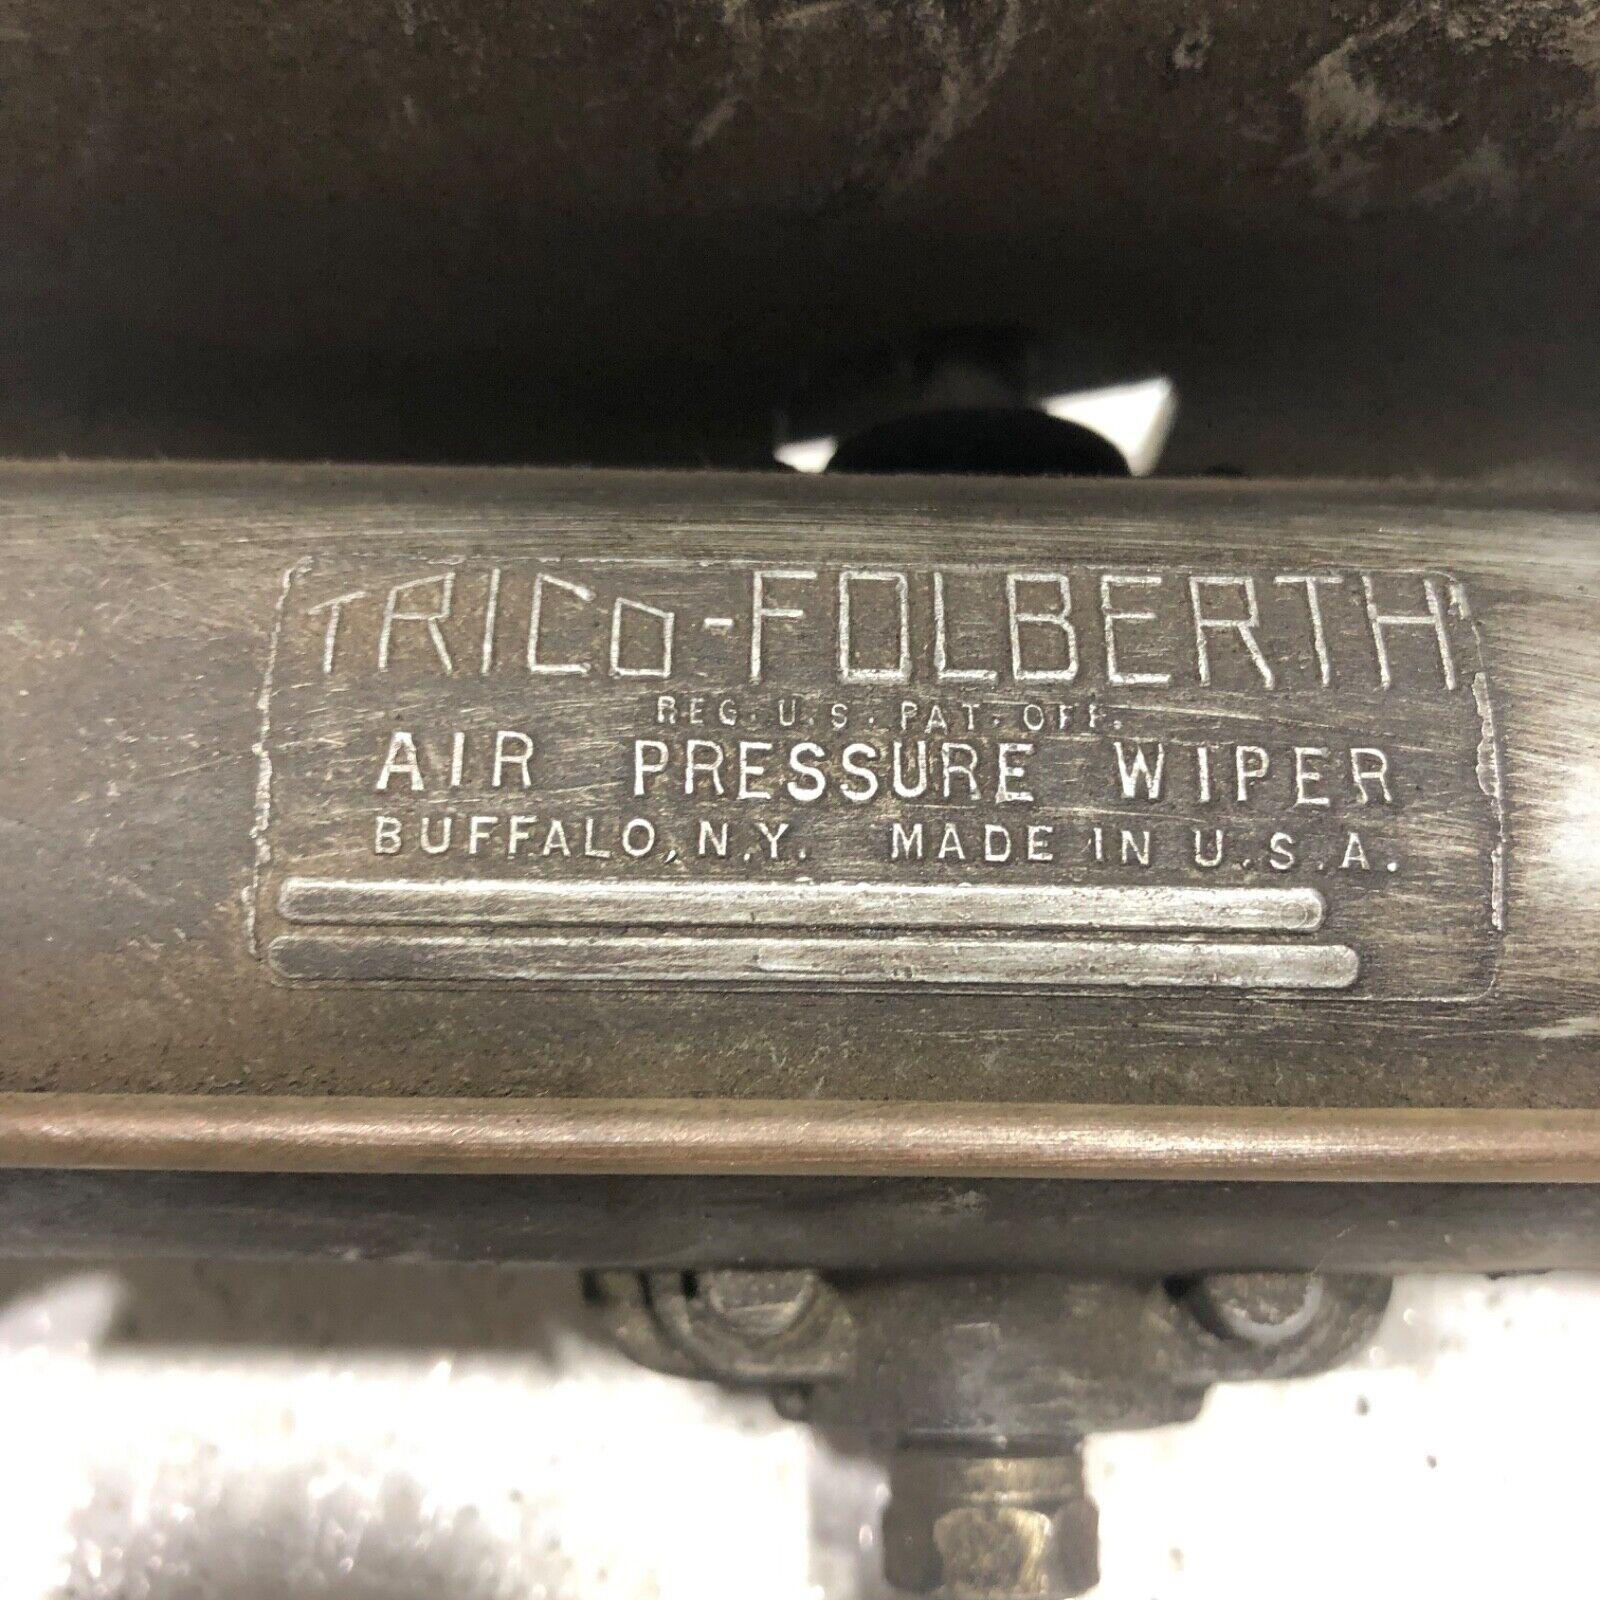 TRICO-FOLBERTH
REG. U.S. PAT. OFF.
AIR PRESSURE WIPER
BUFFALO, N.Y. MADE IN U.S.A.